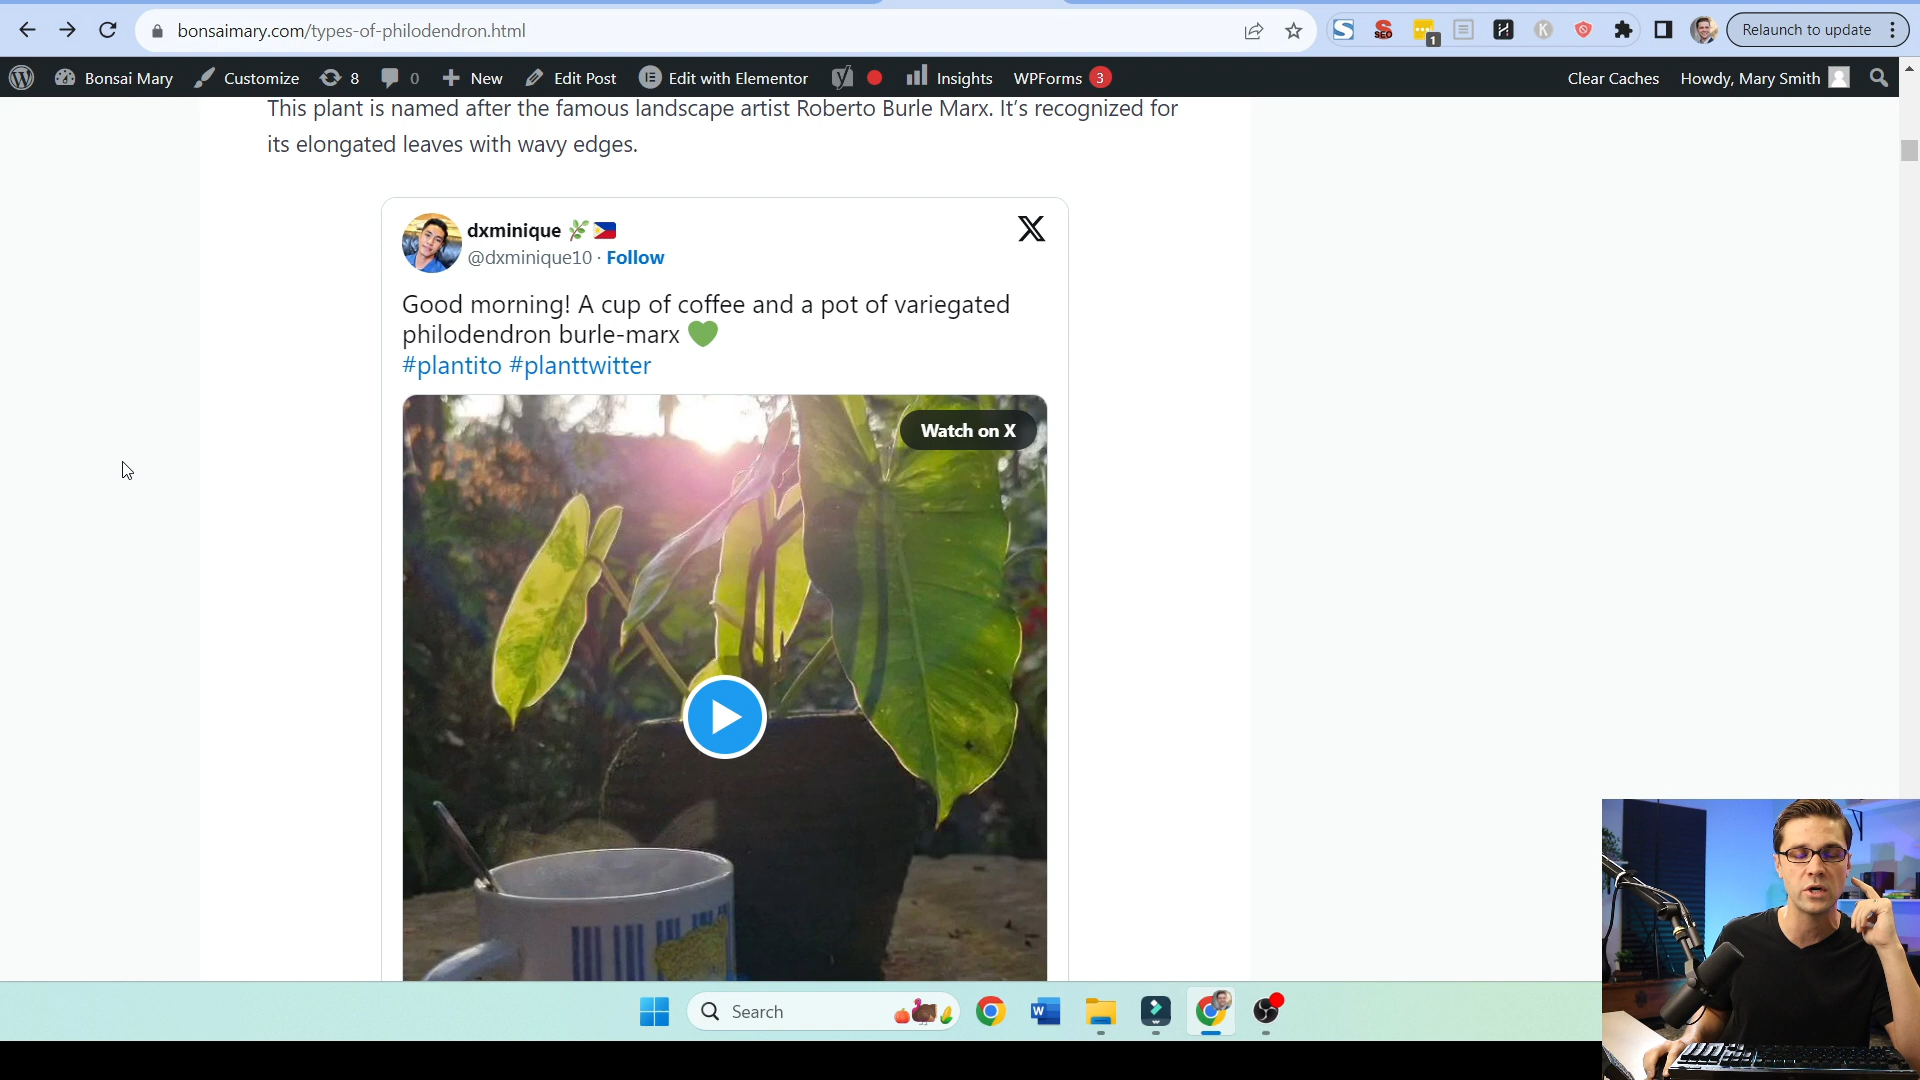 bonsaimary.com/types-of-philodendron.html
SEO
1
K
Relaunch to update
Bonsai Mary
Customize
8
0
New
Edit Post
Edit with Elementor
Insights
WPForms 3
Clear Caches
Howdy, Mary Smith
This plant is named after the famous landscape artist Roberto Burle Marx. It’s recognized for
its elongated leaves with wavy edges.
dxminique
@dxminique10 · Follow
Good morning! A cup of coffee and a pot of variegated
philodendron burle-marx
#plantito #planttwitter
Watch on X
Search